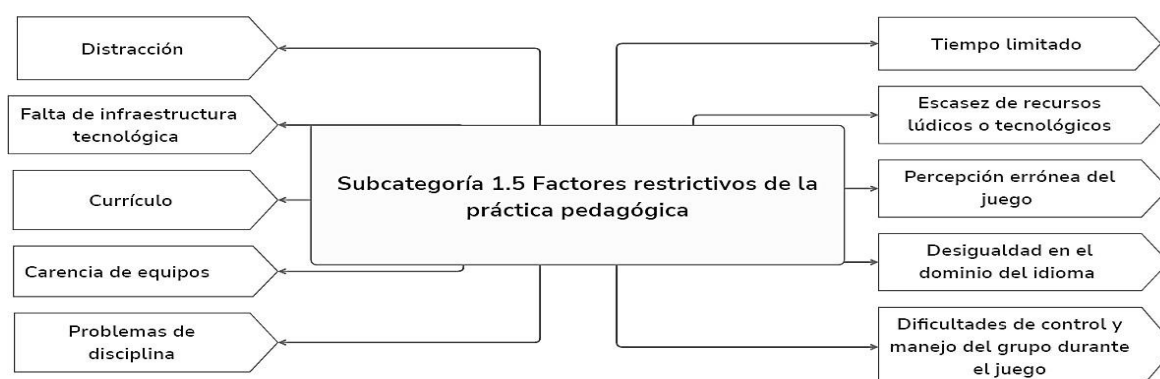 Distracción
Falta de infraestructura
tecnológica
Currículo
Carencia de equipos
Problemas de
disciplina
Subcategoría 1.5 Factores restrictivos de la
práctica pedagógica
Tiempo limitado
Escasez de recursos
lúdicos o tecnológicos
Percepción errónea del
juego
Desigualdad en el
dominio del idioma
Dificultades de control y
manejo del grupo durante
el juego